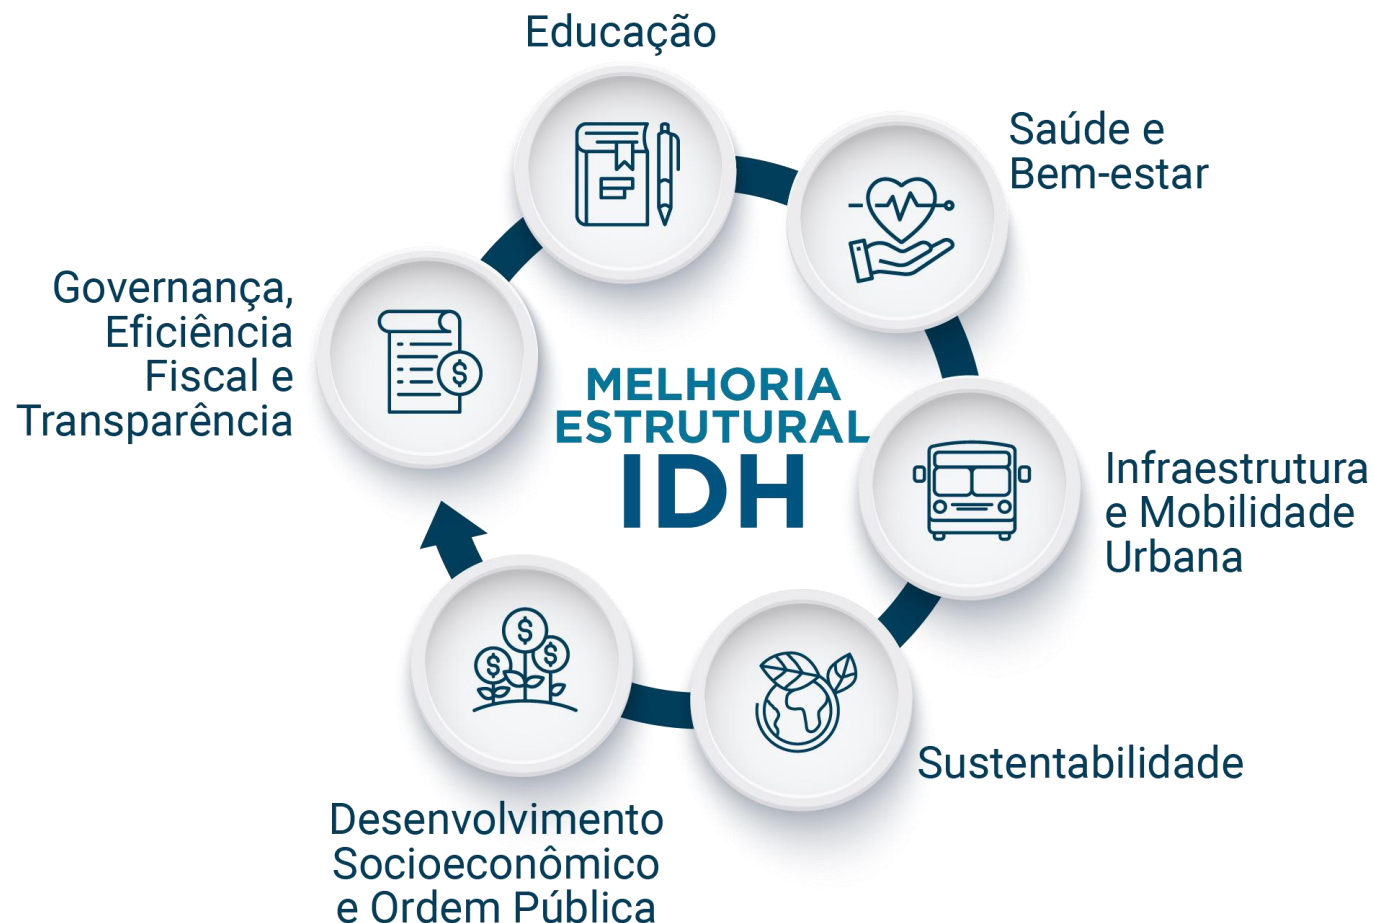 Educação
Saúde e
Bem-estar
Governança,
Eficiência
Fiscal e
Transparência
MELHORIA
ESTRUTURAL
IDH
Infraestrutura
e Mobilidade
Urbana
Sustentabilidade
Desenvolvimento
Socioeconômico
e Ordem Pública
$
$
$
$